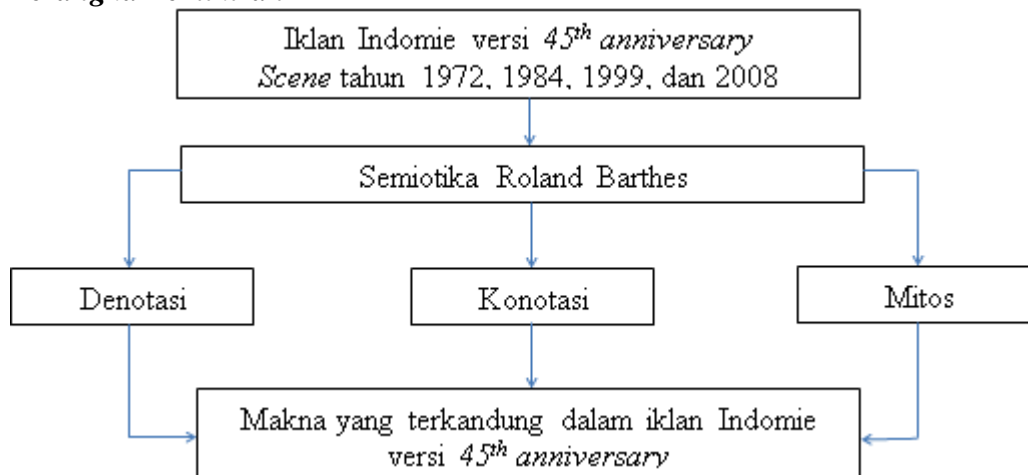 Iklan Indomie versi 45th anniversary
Scene tahun 1972, 1984, 1999, dan 2008
Semiotika Roland Barthes
Denotasi
Konotasi
Mitos
Makna yang terkandung dalam iklan Indomie
versi 45th anniversary